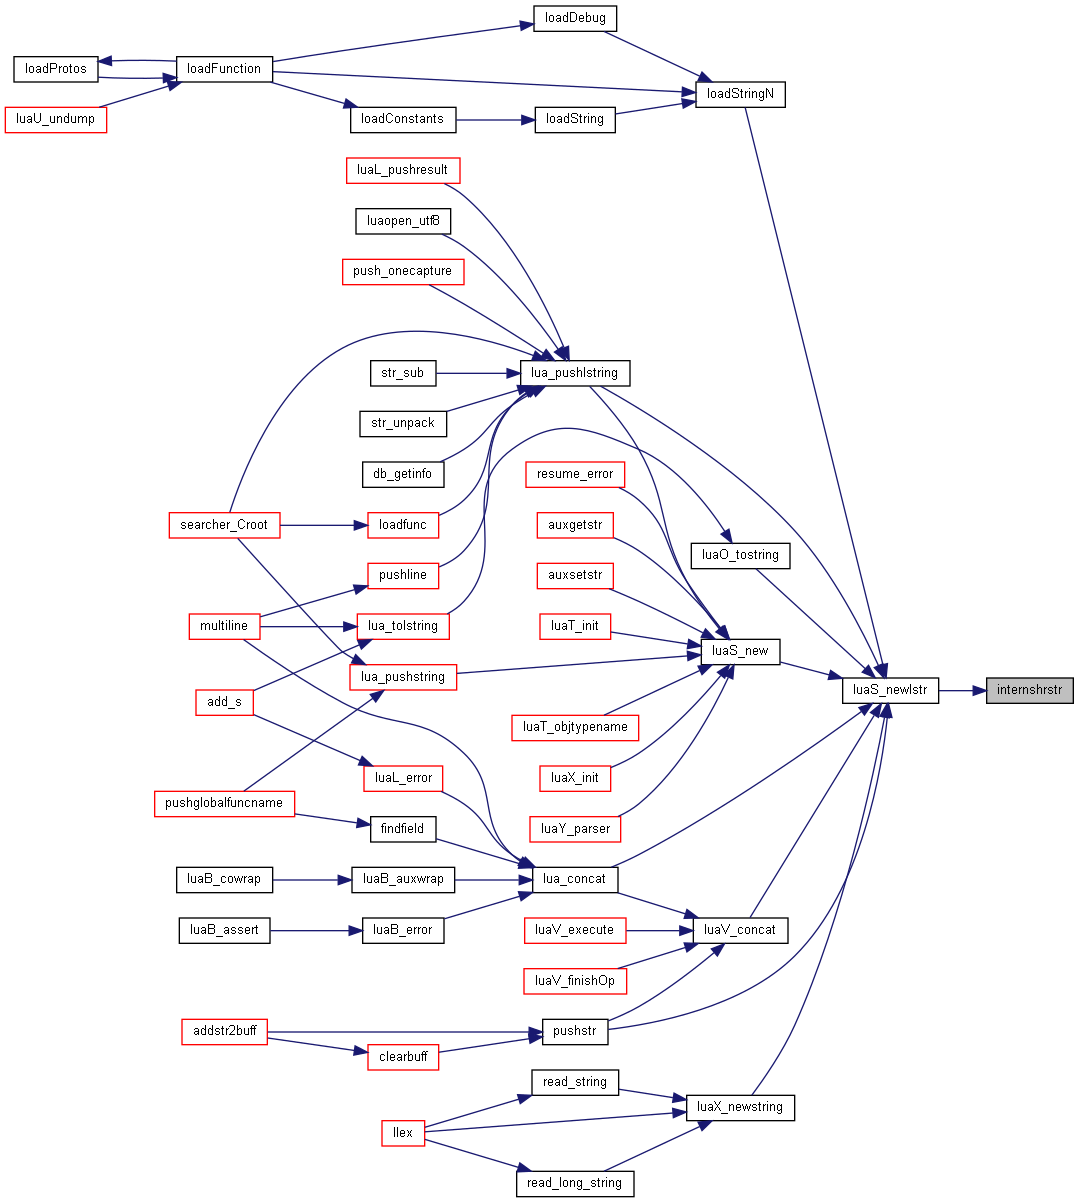 loadDebug
loadProtos
loadFunction
loadStringN
luaU_undump
loadConstants
loadString
luaL_pushresult
luaopen_utf8
push_onecapture
lua_pushlstring
str_sub
str_unpack
db_getinfo
resume_error
searcher_Croot
loadfunc
auxgetstr
luaO_tostring
pushline
auxsetstr
multiline
lua_tolstring
luaT_init
luaS_new
lua_pushstring
luaS_newlstr
internshrstr
add_s
luaT_objtypename
luaL_error
luaX_init
pushglobalfuncname
findfield
luaY_parser
luaB_cowrap
luaB_auxwrap
lua_concat
luaB_assert
luaB_error
luaV_execute
luaV_concat
luaV_finishOp
addstr2buff
pushstr
clearbuff
read_string
luaX_newstring
llex
read_long_string